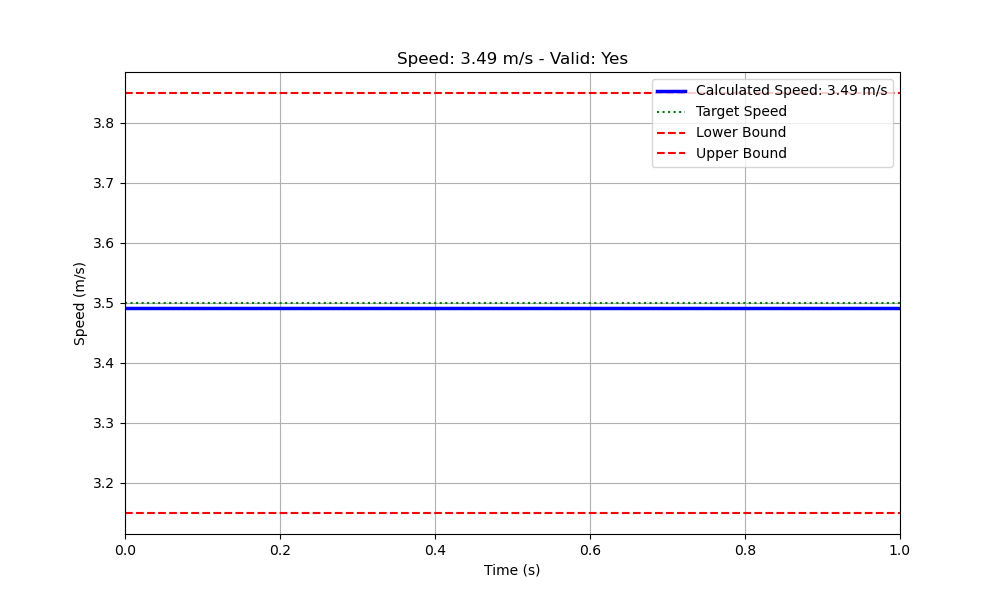 Speed: 3.49 m/s - Valid: Yes
Calculated Speed: 3.49 m/s
Target Speed
Lower Bound
Upper Bound
Speed (m/s)
3.8
3.7
3.6
3.5
3.4
3.3
3.2
0.0 0.2 0.4 0.6 0.8 1.0
Time (s)